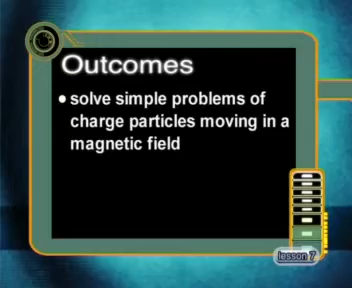 Outcomes
• solve simple problems of
charge particles moving in a
magnetic field
lesson 7